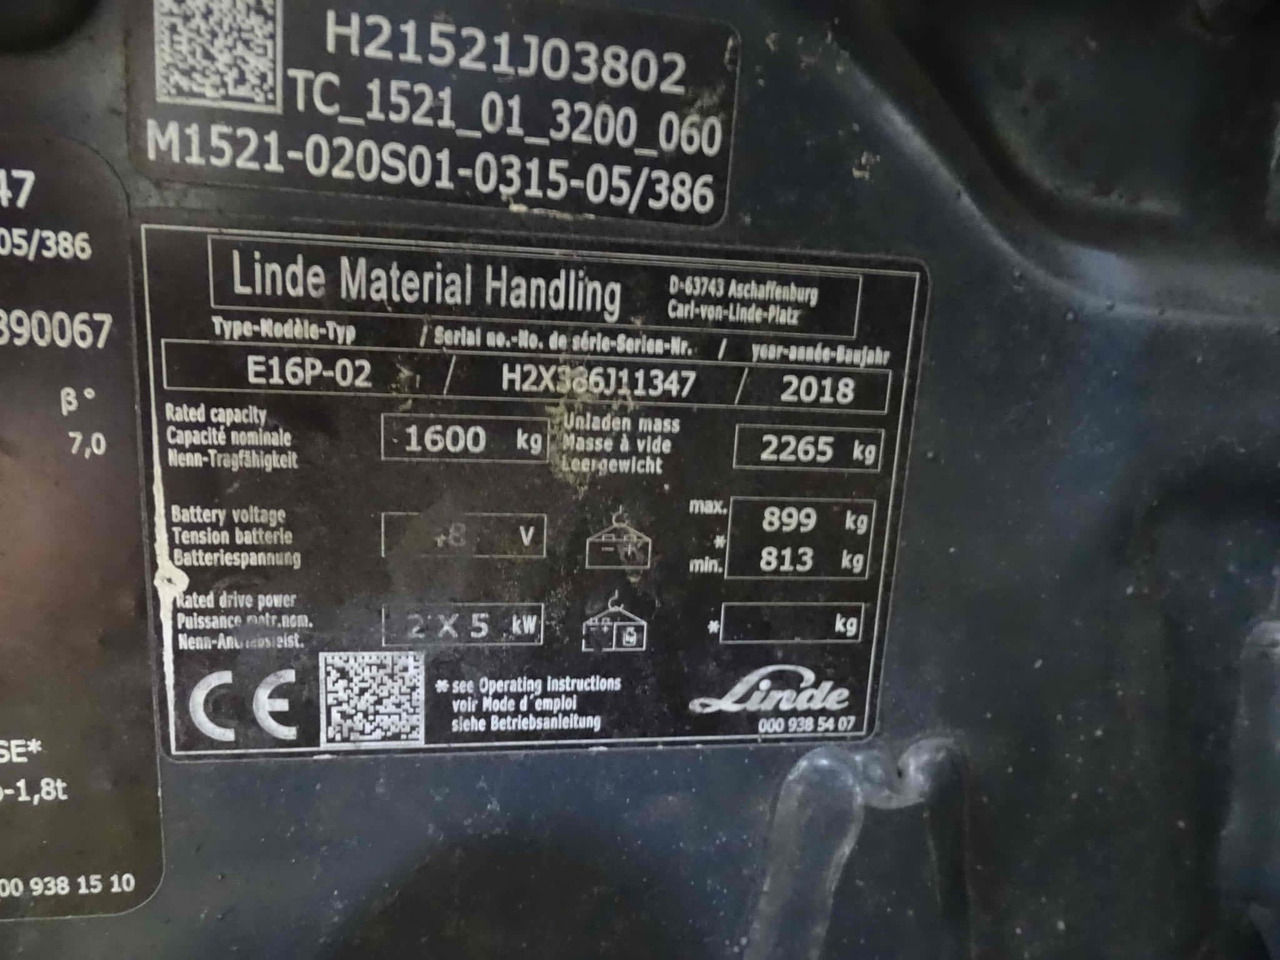 H21521J03802
TC_1521_01_3200_060
M1521-020S01-0315-05/386
47
05/386
390067
β°
7,0
SE*
-1,8t
00 938 15 10
Linde Material Handling
D-63743 Aschaffenburg
Carl-von-Linde-Platz
Type-Modèle-Typ / Serial no.-No. de série-Serien-Nr. / year-année-Baujahr
E16P-02 / H2X386J11347 / 2018
Rated capacity
Capacité nominale
Nenn-Tragfähigkeit
1600 kg
Unladen mass
Masse à vide
Leergewicht
2265 kg
Battery voltage
Tension batterie
Batteriespannung
48 V
max. 899 kg
*
min. 813 kg
Rated drive power
Puissance motr.nom.
Nenn-Antriebsleist.
2 X 5 kW
* kg
CE
* see Operating Instructions
voir Mode d'emploi
siehe Betriebsanleitung
Linde
000 938 54 07